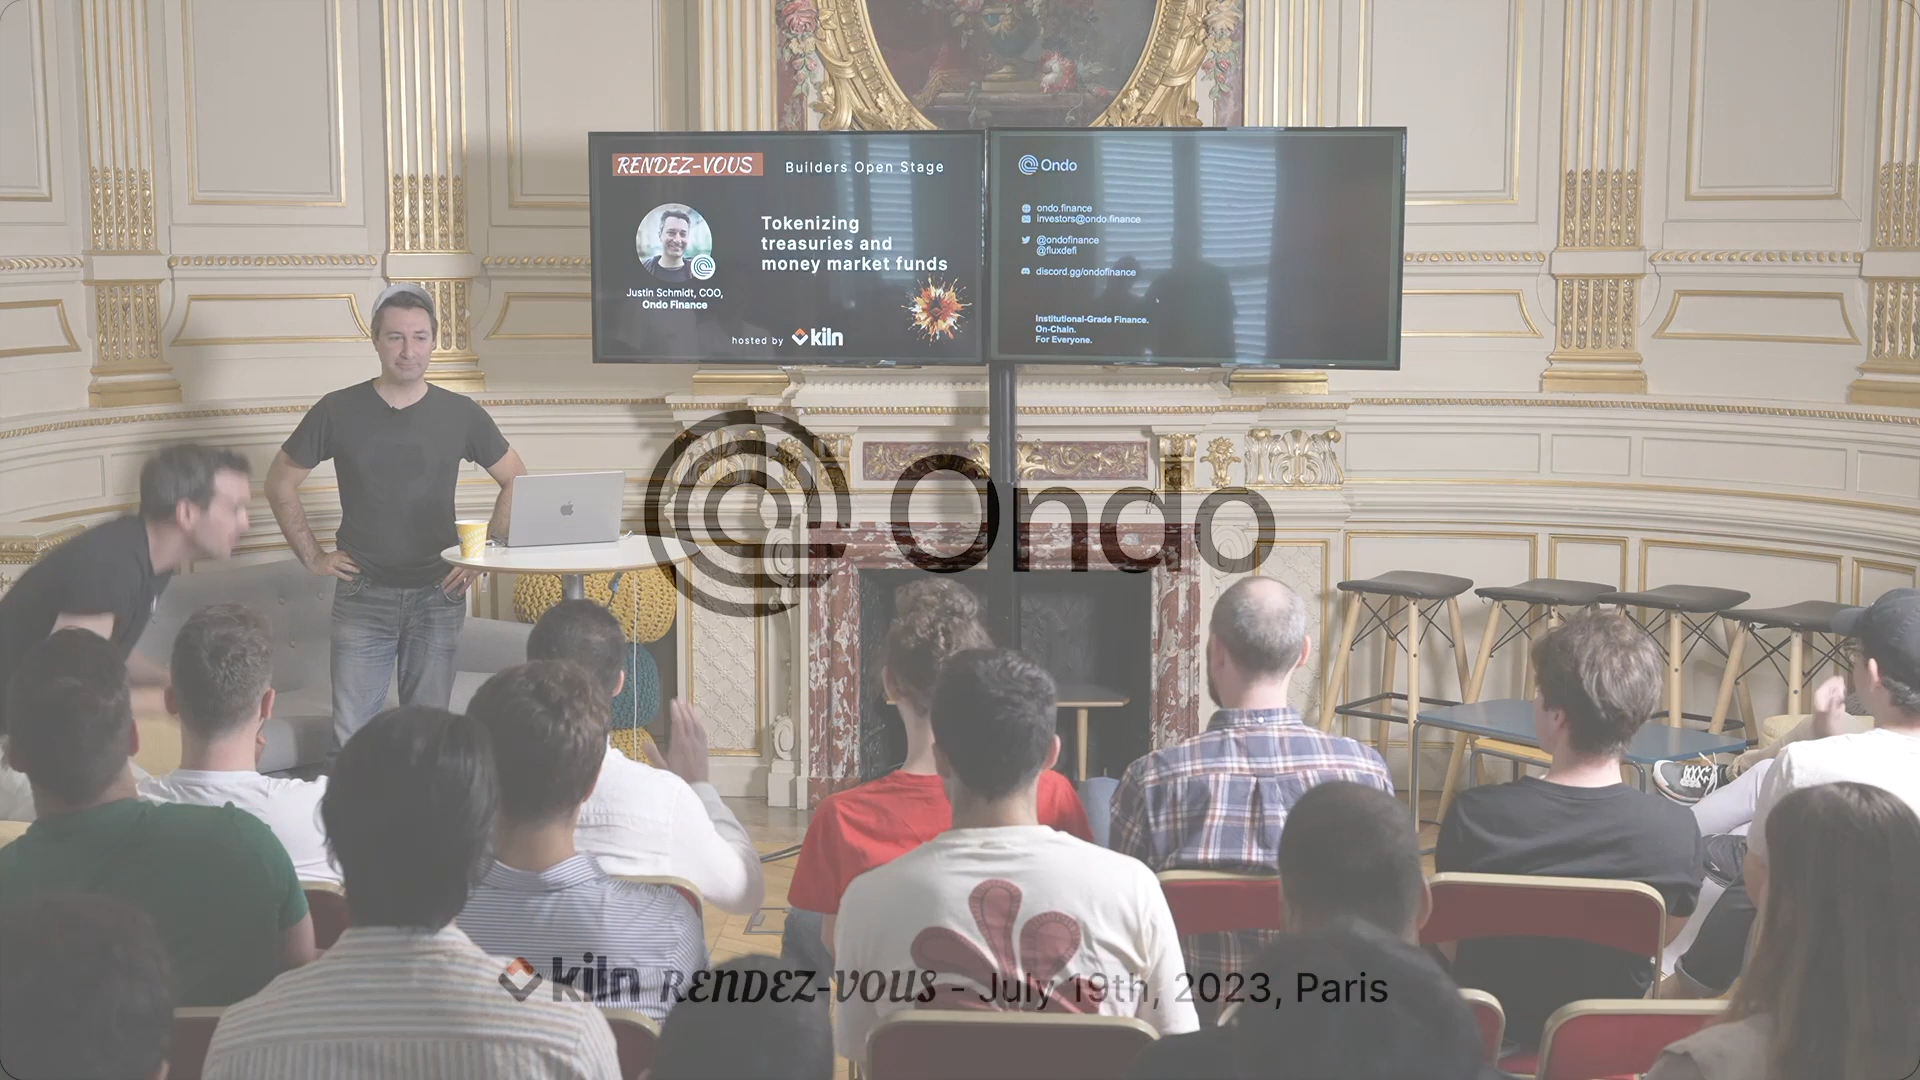 RENDEZ-VOUS Builders Open Stage
Tokenizing
treasuries and
money market funds
Justin Schmidt, COO,
Ondo Finance
hosted by kiln
Ondo
ondo.finance
investors@ondo.finance
@ondofinance
@fluxdefi
discord.gg/ondofinance
Institutional-Grade Finance.
On-Chain.
For Everyone.
Ondo
kiln RENDEZ-VOUS - July 19th, 2023, Paris